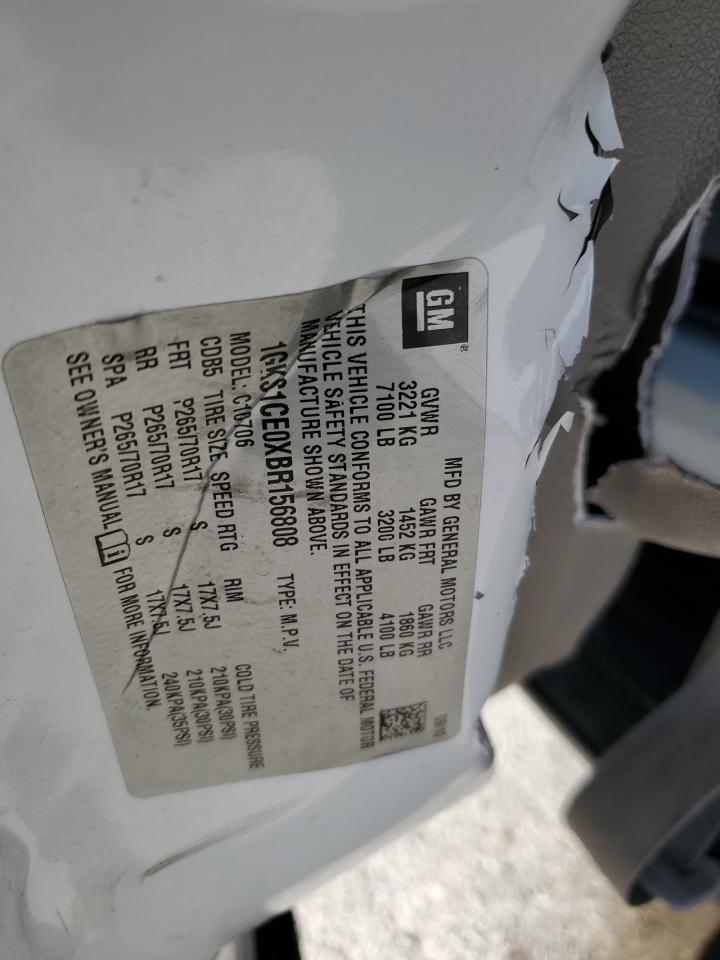 GM®
MFD BY GENERAL MOTORS LLC
GVWR GAWR FRT GAWR RR
3221 KG 1452 KG 1860 KG
7100 LB 3200 LB 4100 LB
THIS VEHICLE CONFORMS TO ALL APPLICABLE U.S. FEDERAL MOTOR
VEHICLE SAFETY STANDARDS IN EFFECT ON THE DATE OF
MANUFACTURE SHOWN ABOVE.
1GKS1CE0XBR156808 TYPE: M.P.V.
MODEL: C10706
CDB5 TIRE SIZE SPEED RTG RIM COLD TIRE PRESSURE
FRT P265/70R17 S 17X7.5J 210KPA(30PSI)
RR P265/70R17 S 17X7.5J 210KPA(30PSI)
SPA P265/70R17 S 17X7.5J 240KPA(35PSI)
SEE OWNER'S MANUAL i FOR MORE INFORMATION.